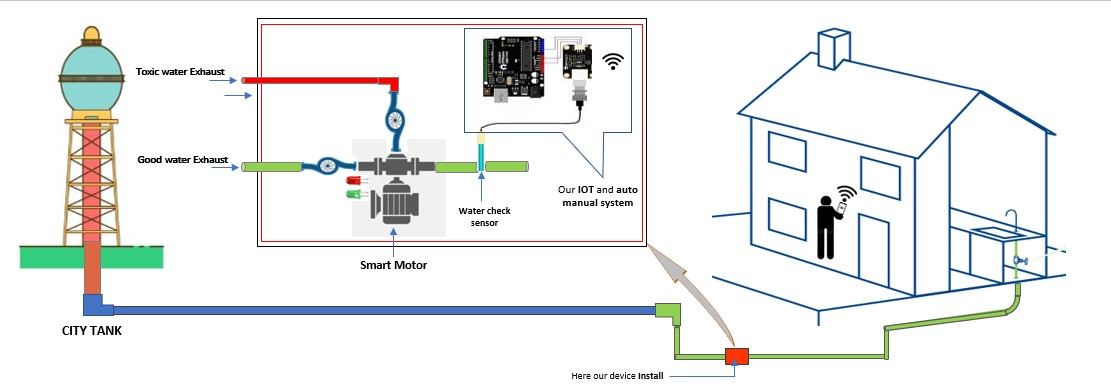 Toxic water Exhaust
Good water Exhaust
Water check
sensor
Our IOT and auto
manual system
Smart Motor
CITY TANK
Here our device Install